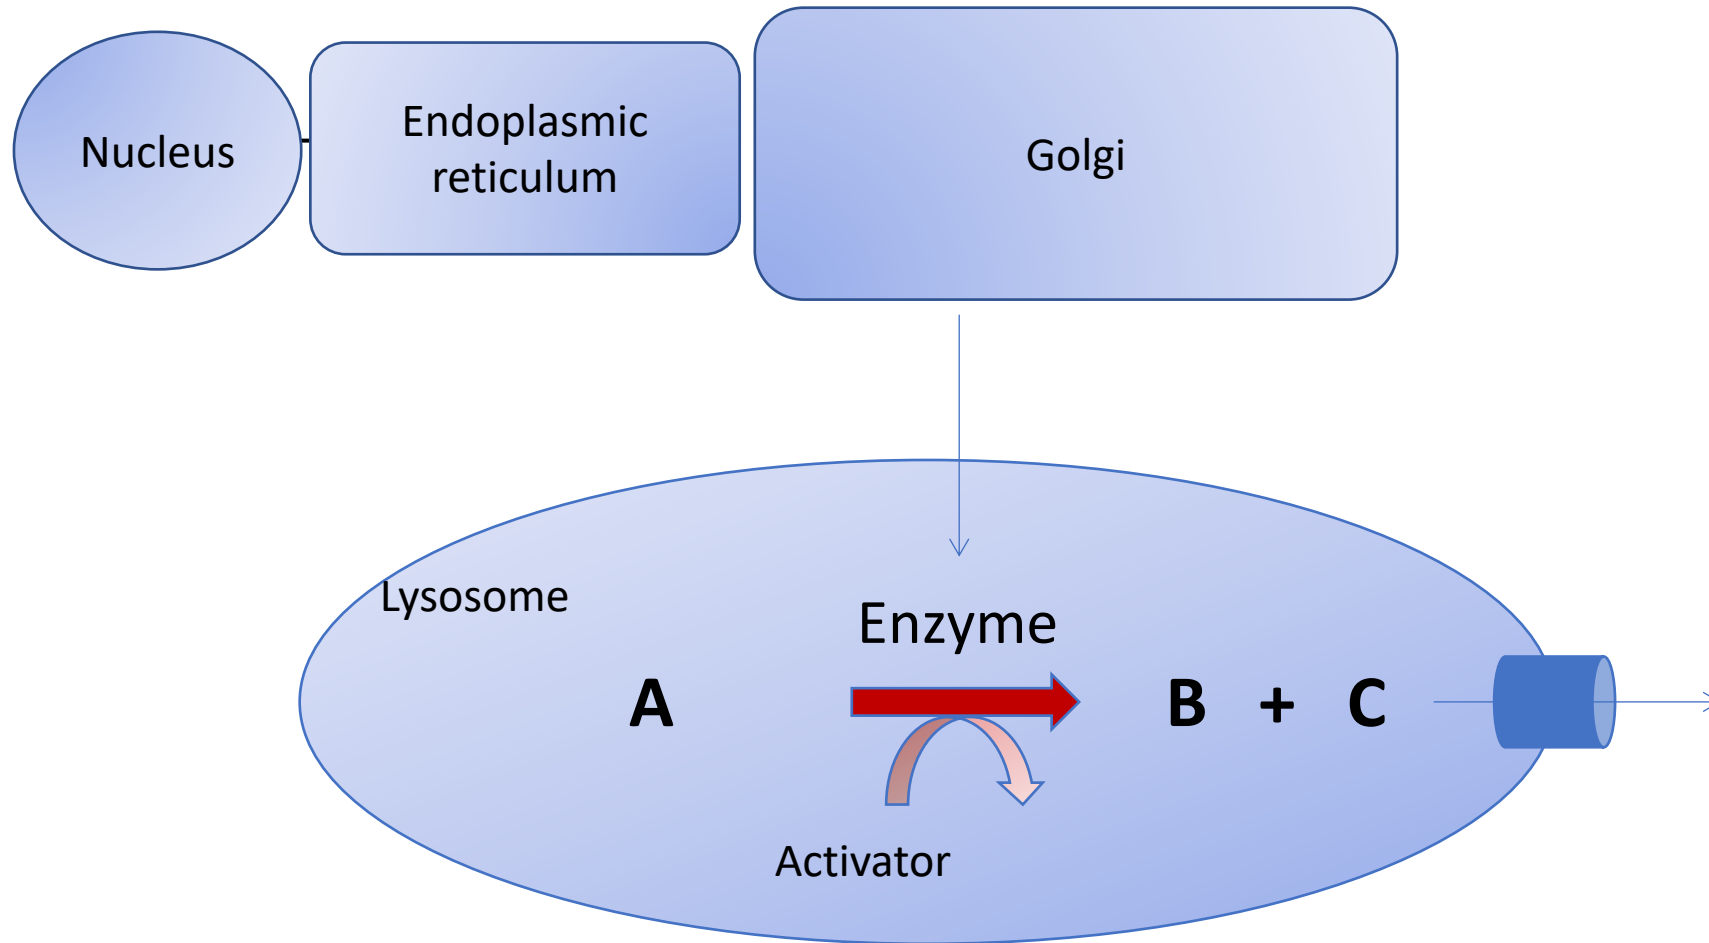 Nucleus
Endoplasmic
reticulum
Golgi
Lysosome
Enzyme
A
B + C
Activator